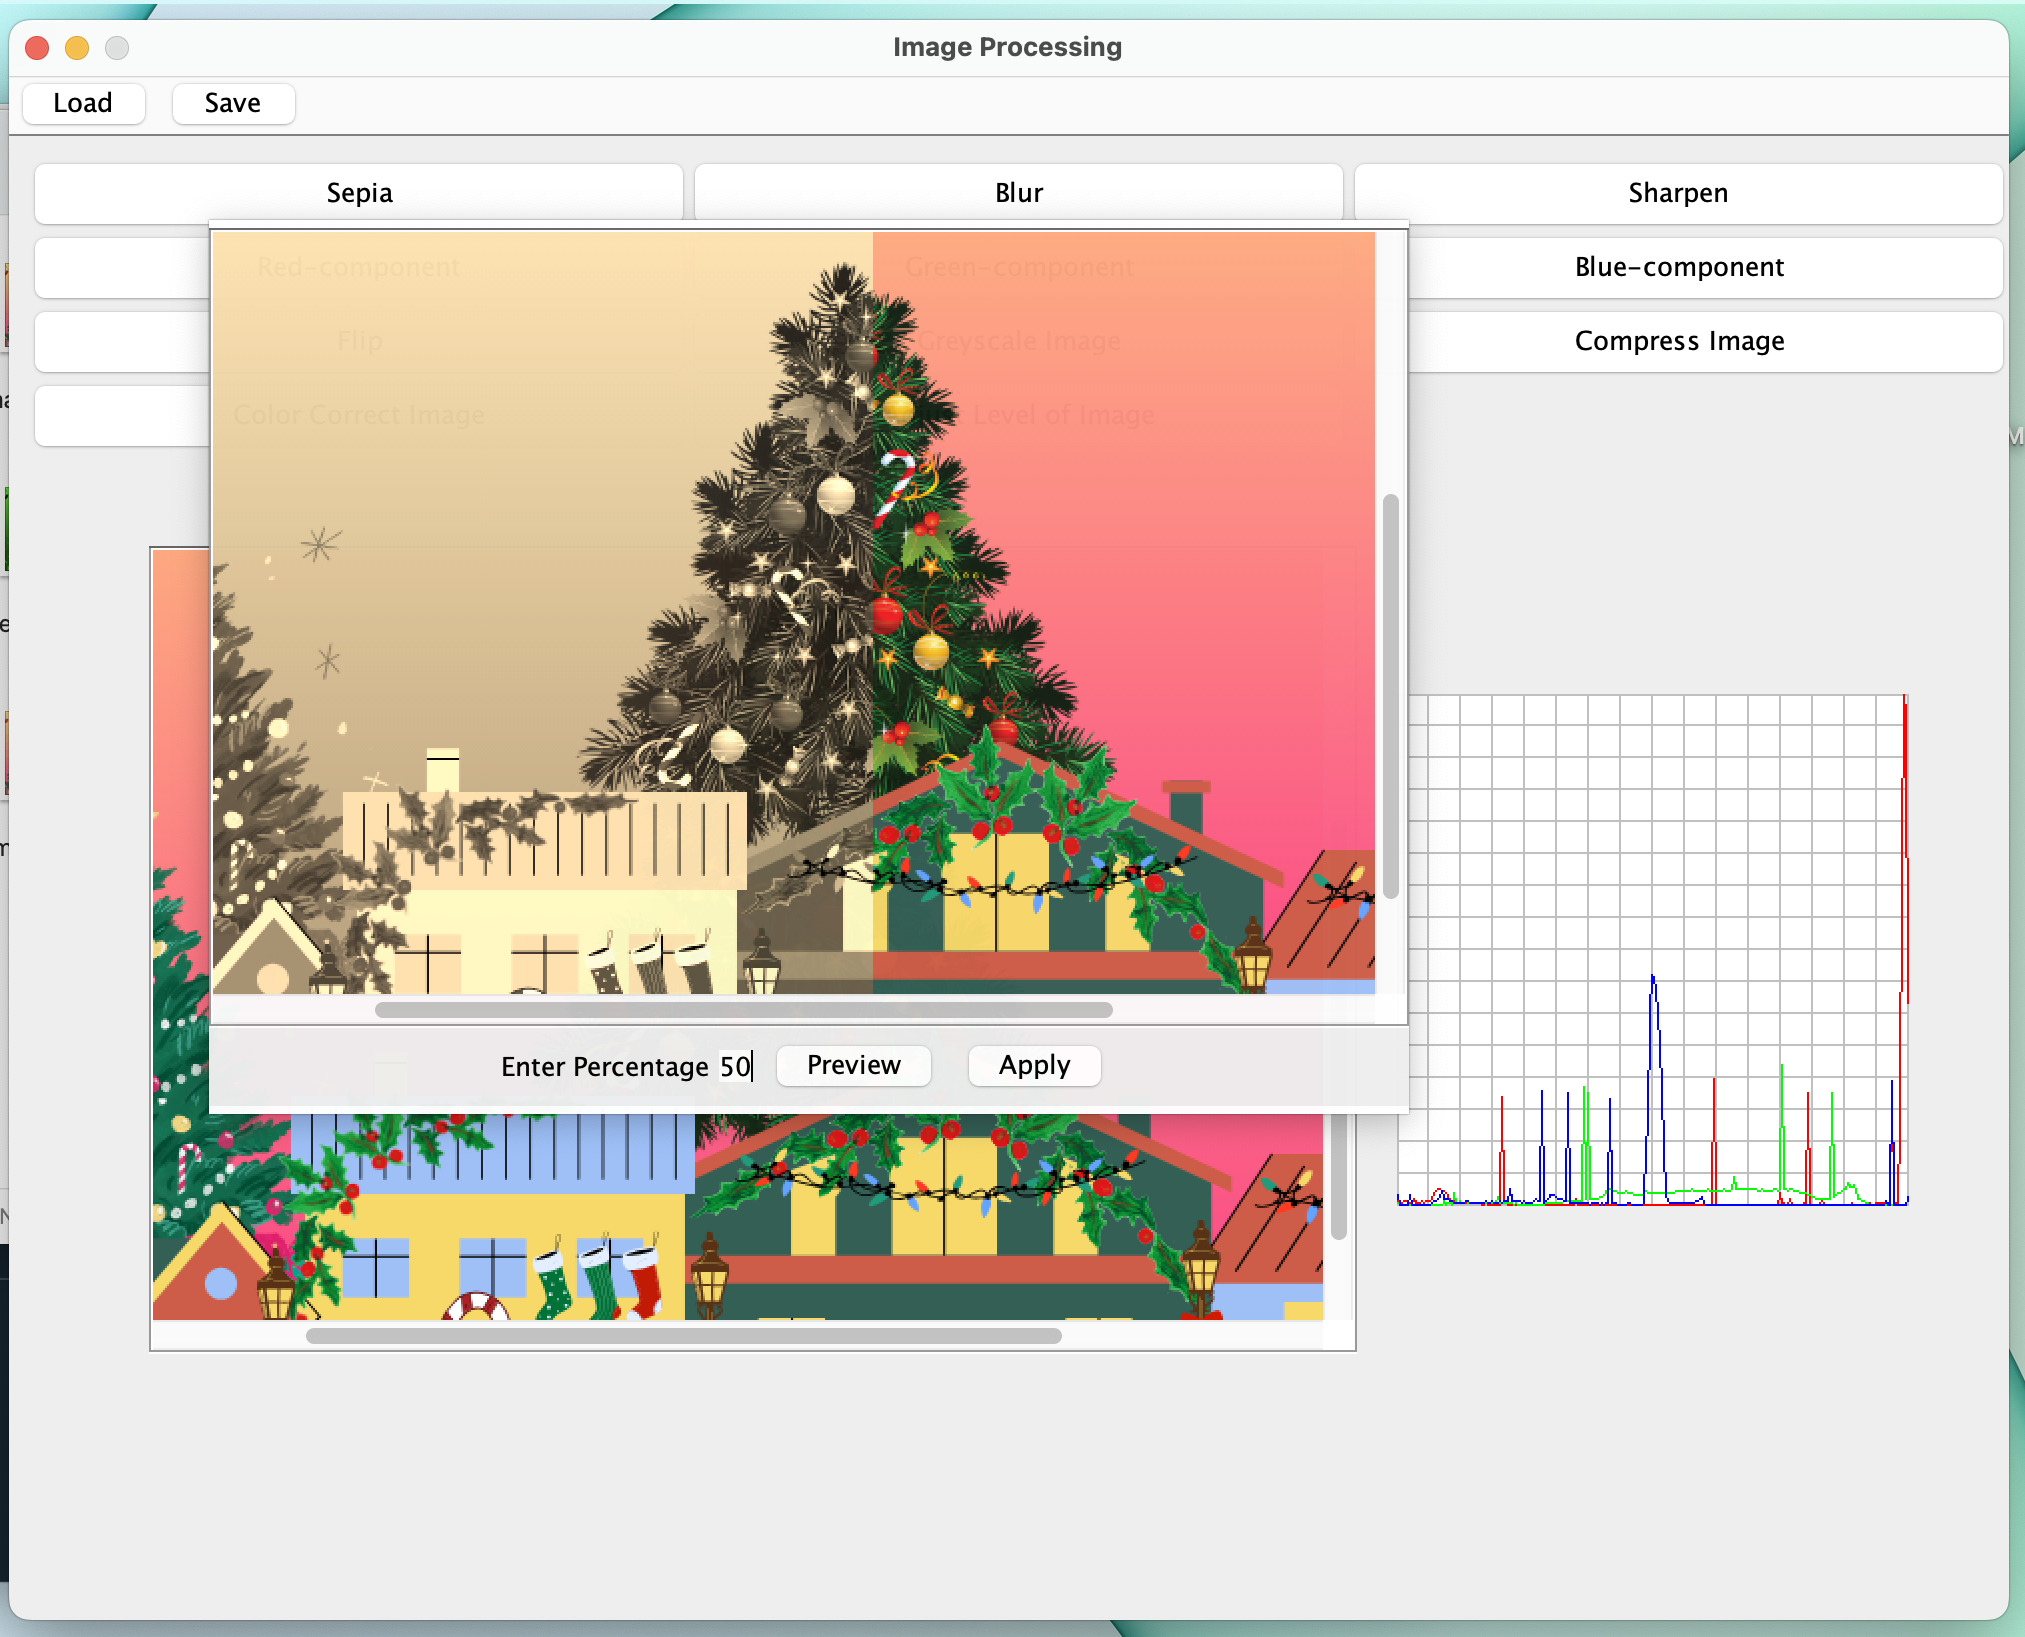 Image Processing
Load Save
Sepia Blur Sharpen
Red-component Green-component Blue-component
Flip Greyscale Image Compress Image
Color Correct Image Level of Image
Enter Percentage 50 Preview Apply